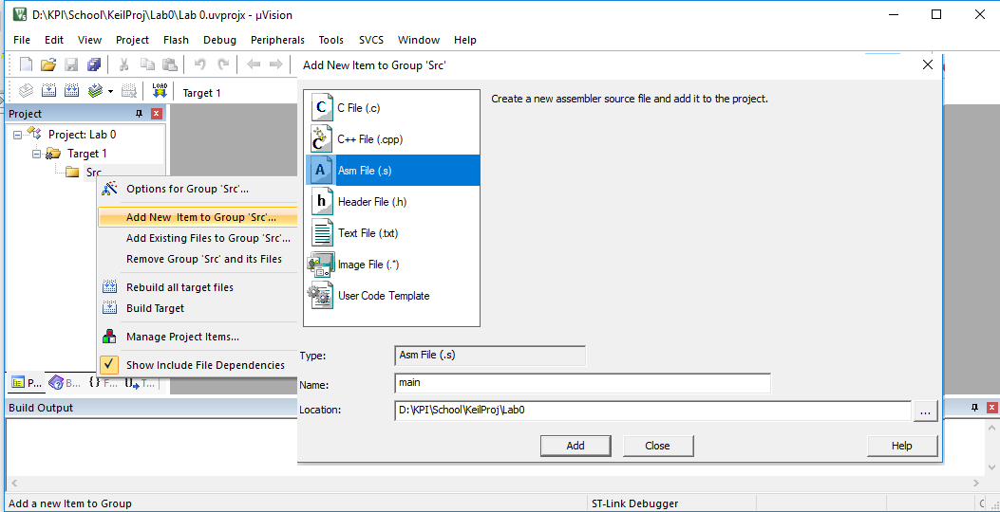 D:\KPI\School\KeilProj\Lab0\Lab 0.uvprojx - µVision
File Edit View Project Flash Debug Peripherals Tools SVCS Window Help
LOAD
Target 1
Project
Project: Lab 0
Target 1
Src
Options for Group 'Src'...
Add New Item to Group 'Src'...
Add Existing Files to Group 'Src'...
Remove Group 'Src' and its Files
Rebuild all target files
Build Target
Manage Project Items...
Show Include File Dependencies
P... B... {} F... T...
Add New Item to Group 'Src'
C File (.c)
C++ File (.cpp)
Asm File (.s)
Header File (.h)
Text File (.txt)
Image File (.*)
User Code Template
Create a new assembler source file and add it to the project.
Type: Asm File (.s)
Name: main
Location: D:\KPI\School\KeilProj\Lab0 ...
Add Close Help
Build Output
Add a new Item to Group ST-Link Debugger